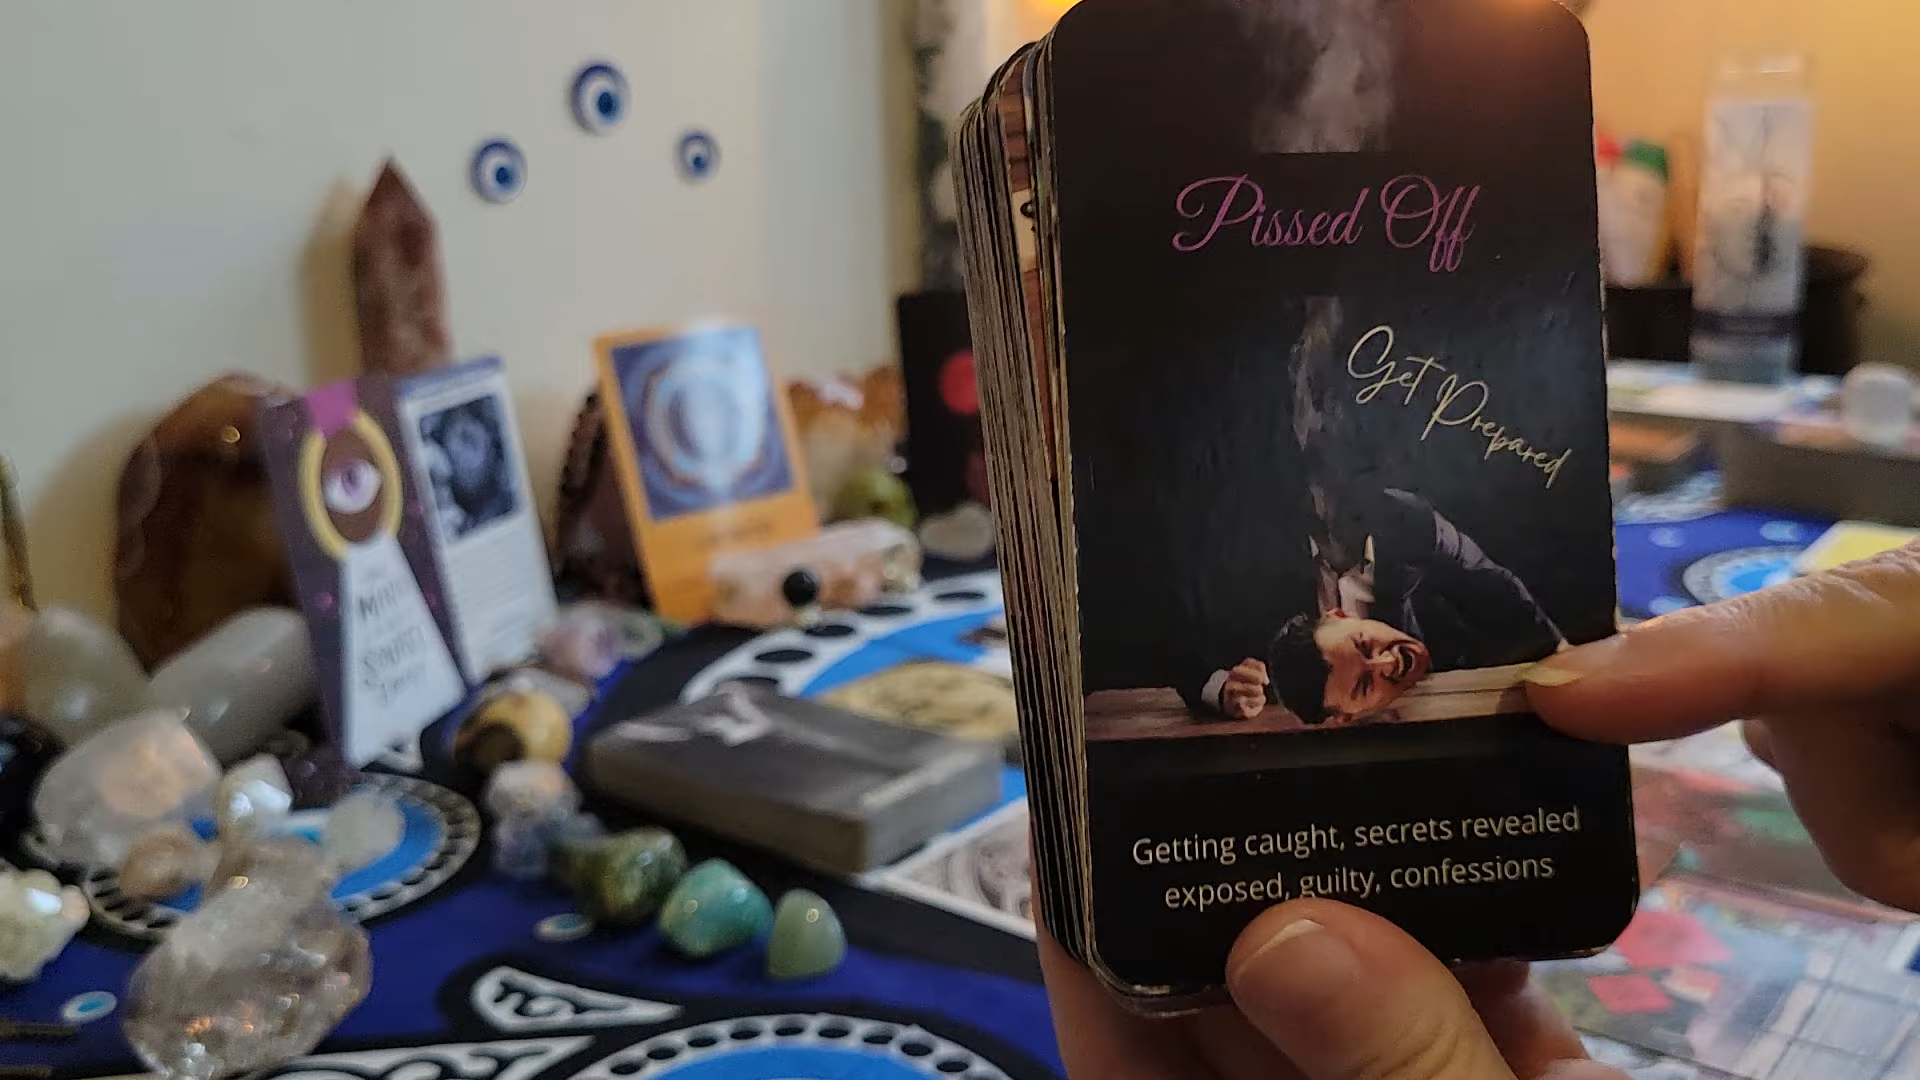 Pissed Off
Get Prepared
Getting caught, secrets revealed
exposed, guilty, confessions